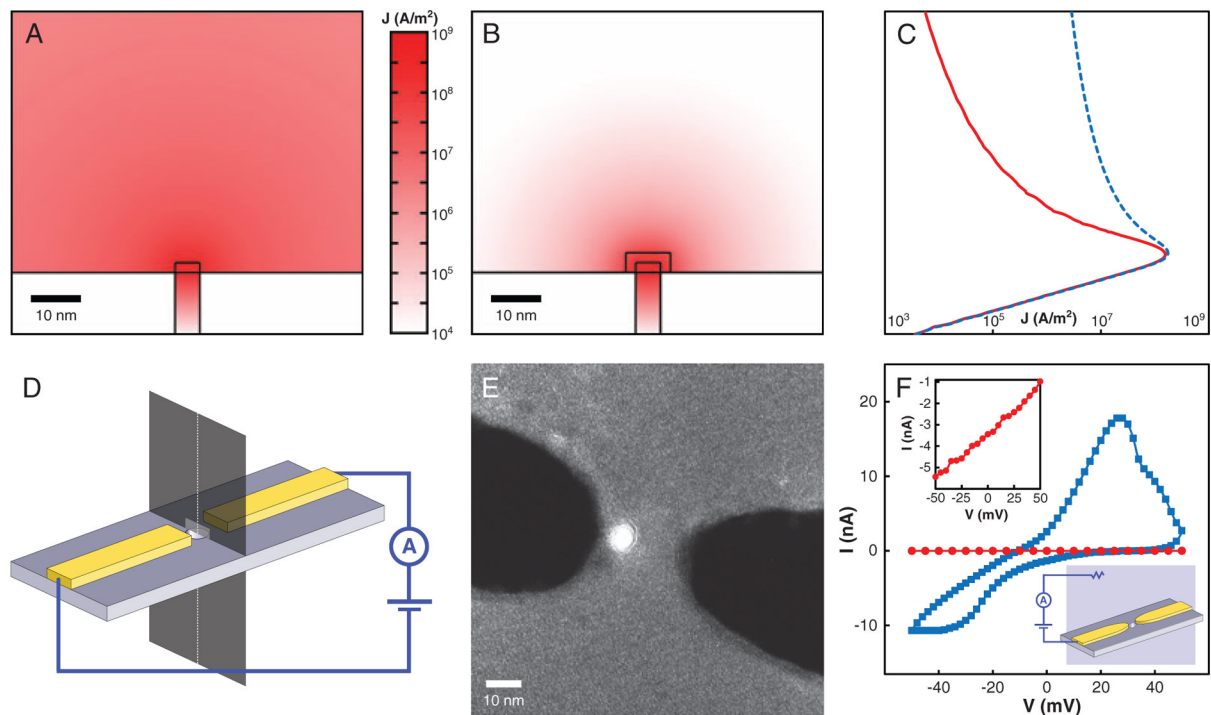 A
J (A/m²)
10⁹
10⁸
10⁷
10⁶
10⁵
10⁴
10 nm
B
10 nm
C
10³
10⁵
J (A/m²)
10⁷
10⁹
D
A
E
10 nm
F
20
10
0
-10
I (nA)
-40
-20
0
20
40
V (mV)
-1
-2
-3
-4
-5
I (nA)
-50
-25
0
25
50
V (mV)
A